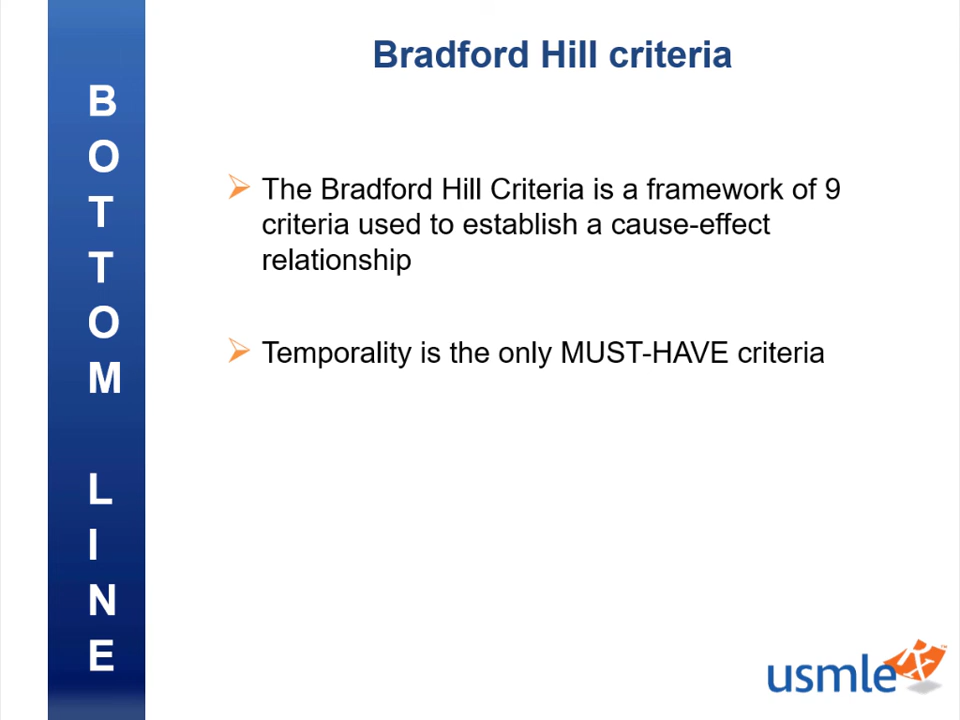 Bradford Hill criteria
BOTTOM
LINE
The Bradford Hill Criteria is a framework of 9
criteria used to establish a cause-effect
relationship
Temporality is the only MUST-HAVE criteria
usmle Rx